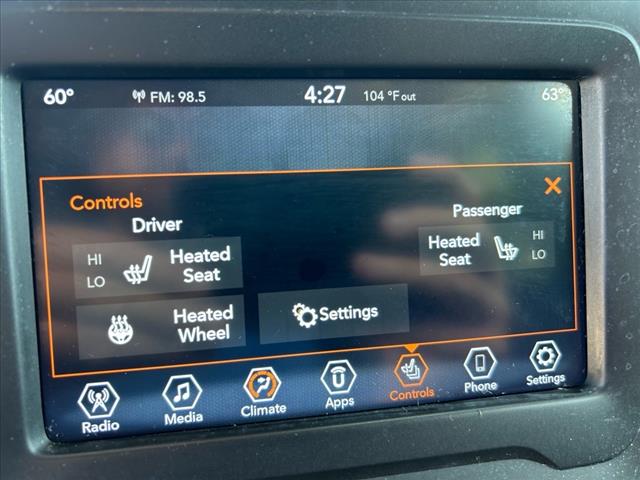 60° FM: 98.5 4:27 104 °F out 63°
Controls
Driver
Passenger
HI
LO
Heated
Seat
Heated
Seat
HI
LO
Heated
Wheel
Settings
Radio Media Climate Apps Controls Phone Settings